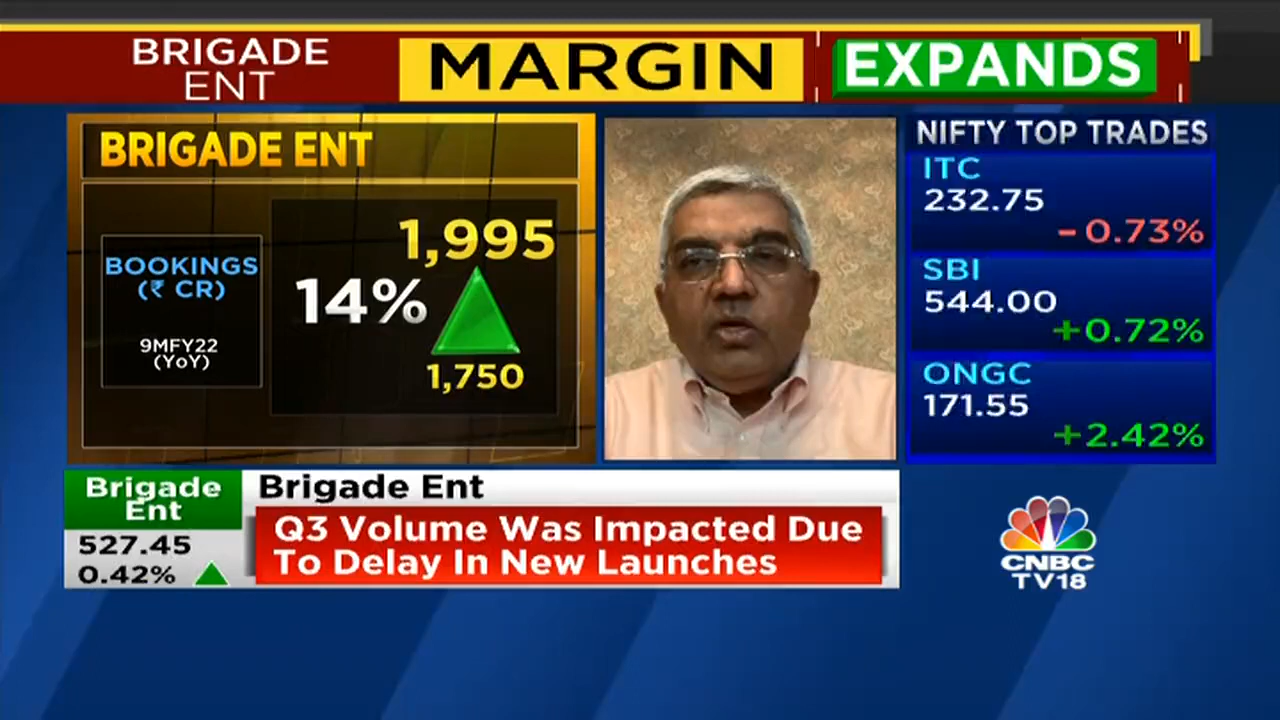 BRIGADE
ENT
MARGIN
EXPANDS
BRIGADE ENT
BOOKINGS
(₹ CR)
9MFY22
(YoY)
1,995
14%
1,750
NIFTY TOP TRADES
ITC
232.75
-0.73%
SBI
544.00
+0.72%
ONGC
171.55
+2.42%
Brigade
Ent
527.45
0.42%
Brigade Ent
Q3 Volume Was Impacted Due
To Delay In New Launches
CNBC
TV18